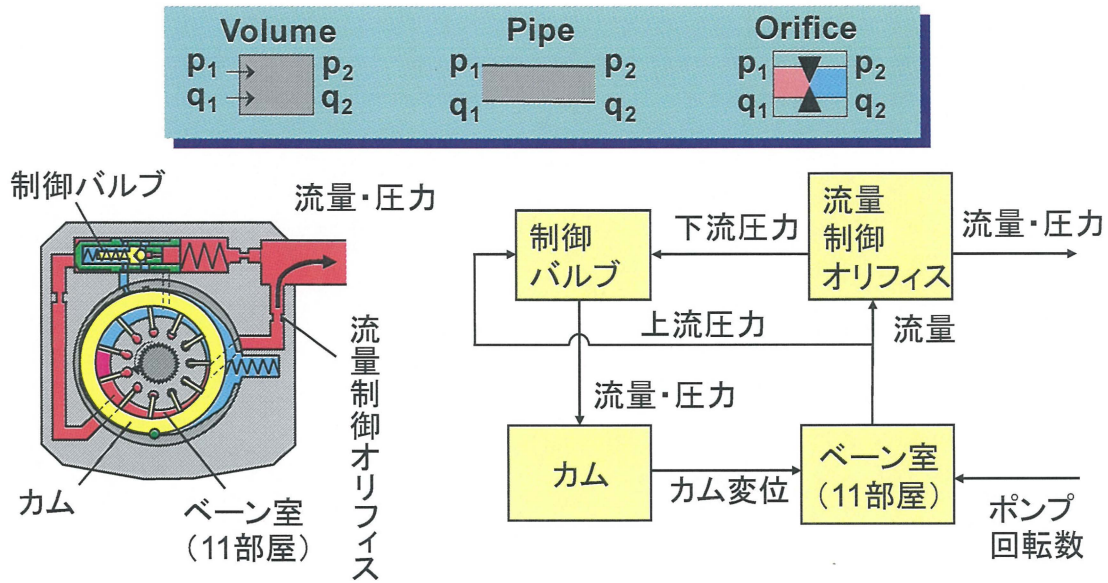 Volume
p1
q1
p2
q2
Pipe
p1
q1
p2
q2
Orifice
p1
q1
p2
q2
制御バルブ
流量・圧力
流量制御オリフィス
カム
ベーン室
(11部屋)
制御
バルブ
下流圧力
流量
制御
オリフィス
流量・圧力
上流圧力
流量
流量・圧力
カム
カム変位
ベーン室
(11部屋)
ポンプ
回転数